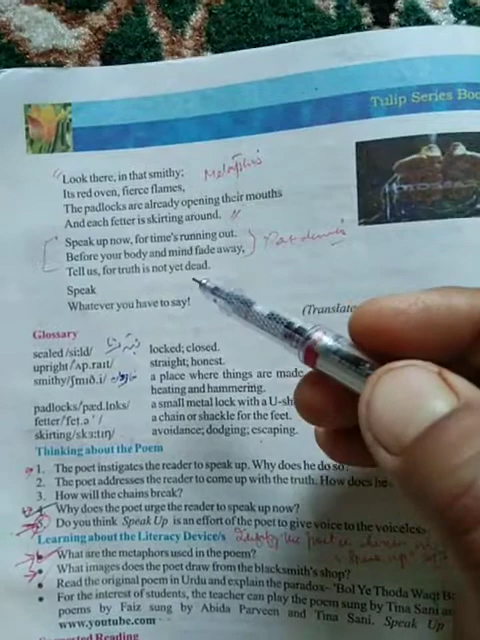 Tulip Series Boo
"Look there, in that smithy; Metaphors
Its red oven, fierce flames,
The padlocks are already opening their mouths
And each fetter is skirting around. "
Speak up now, for time's running out.
Before your body and mind fade away,
Tell us, for truth is not yet dead.
Speak
Whatever you have to say!
(Translate
Glossary
sealed /si:ld/ locked; closed.
upright /ʌp.raɪt/ straight; honest.
smithy /ʃmɪð.i/ a place where things are made
heating and hammering.
padlocks/pæd.lɒks/ a small metal lock with a U-sh
fetter/fet.əʳ/ a chain or shackle for the feet.
skirting/skɜ:tɪŋ/ avoidance; dodging; escaping.
Thinking about the Poem
1. The poet instigates the reader to speak up. Why does he do so?
2. The poet addresses the reader to come up with the truth. How does he
3. How will the chains break?
4. Why does the poet urge the reader to speak up now?
5. Do you think Speak Up is an effort of the poet to give voice to the voiceless
Learning about the Literary Device/s
What are the metaphors used in the poem?
What images does the poet draw from the blacksmith's shop?
• Read the original poem in Urdu and explain the paradox– 'Bol Ye Thoda Waqt B
• For the interest of students, the teacher can play the poem sung by Tina Sani as
poems by Faiz sung by Abida Parveen and Tina Sani. Speak Up
www.youtube.com
Suggested Reading